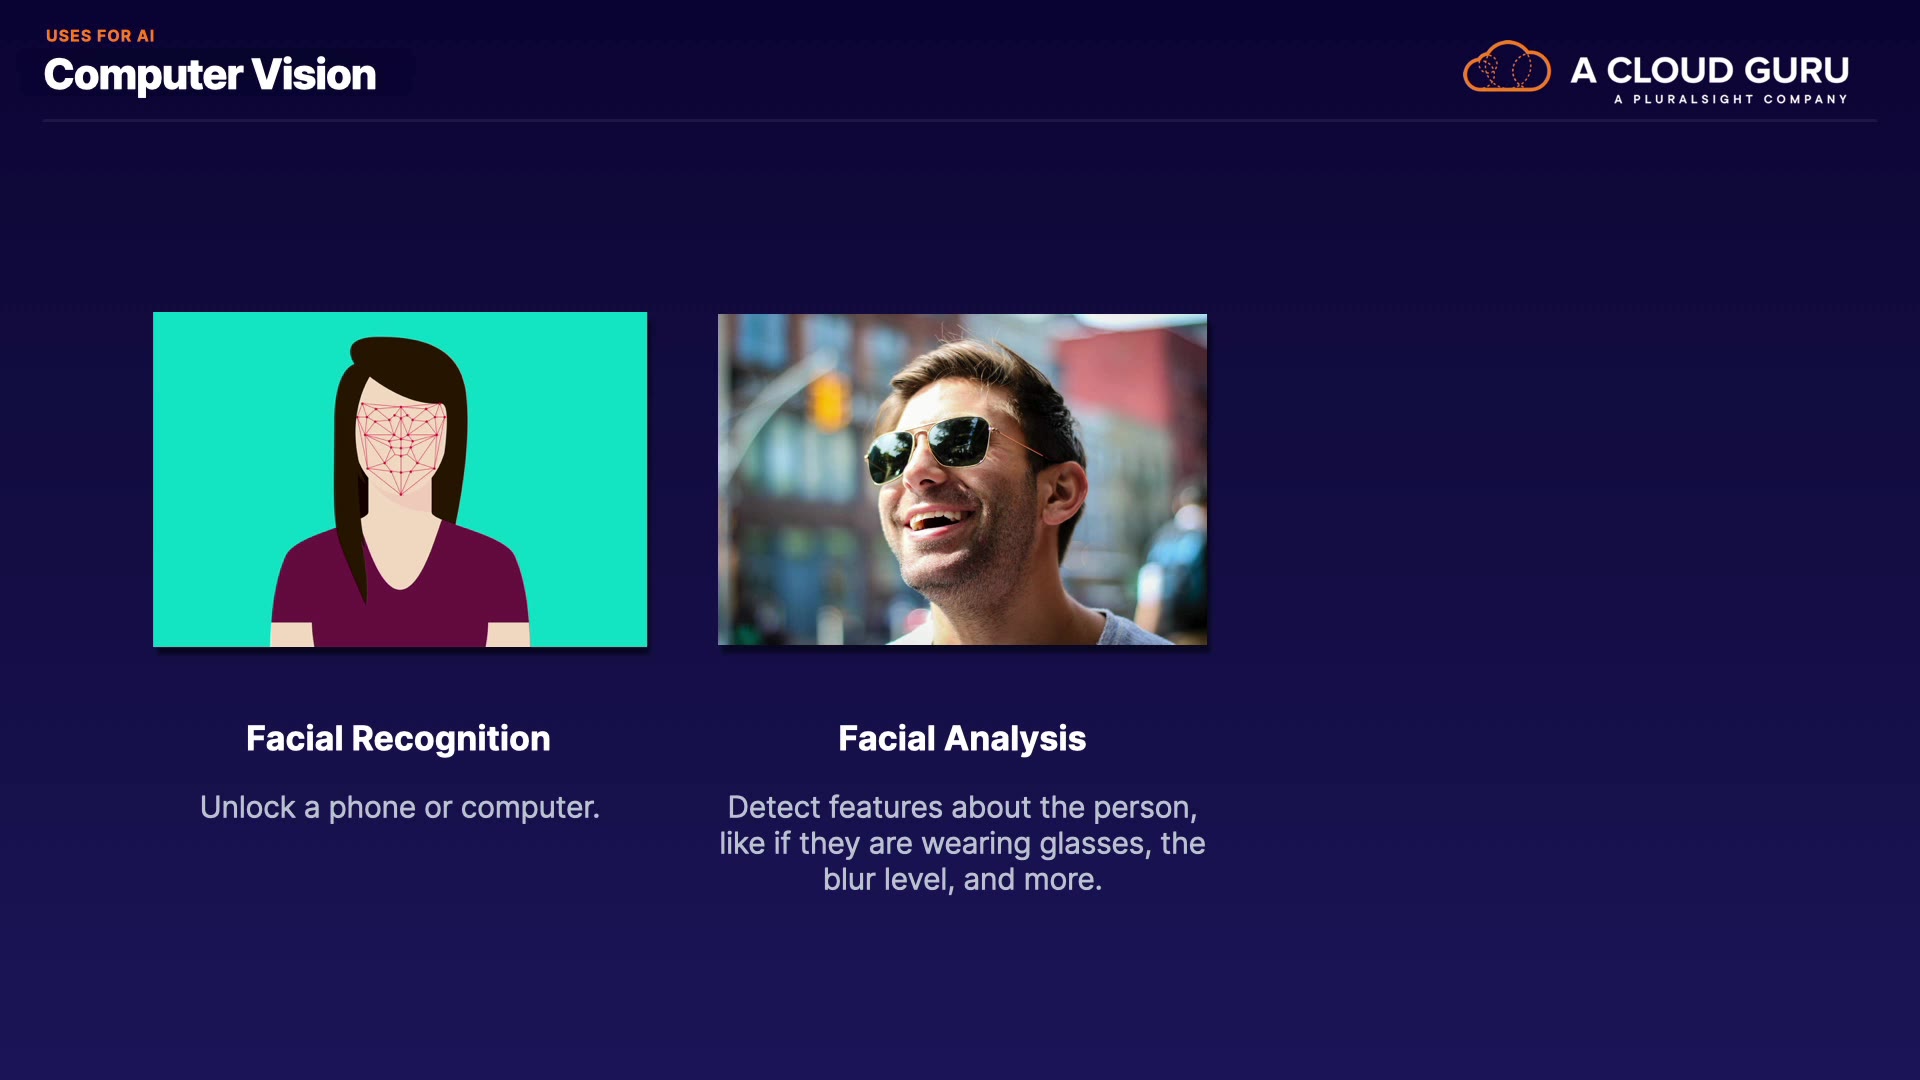 USES FOR AI
Computer Vision
A CLOUD GURU
A PLURALSIGHT COMPANY
Facial Recognition
Unlock a phone or computer.
Facial Analysis
Detect features about the person,
like if they are wearing glasses, the
blur level, and more.